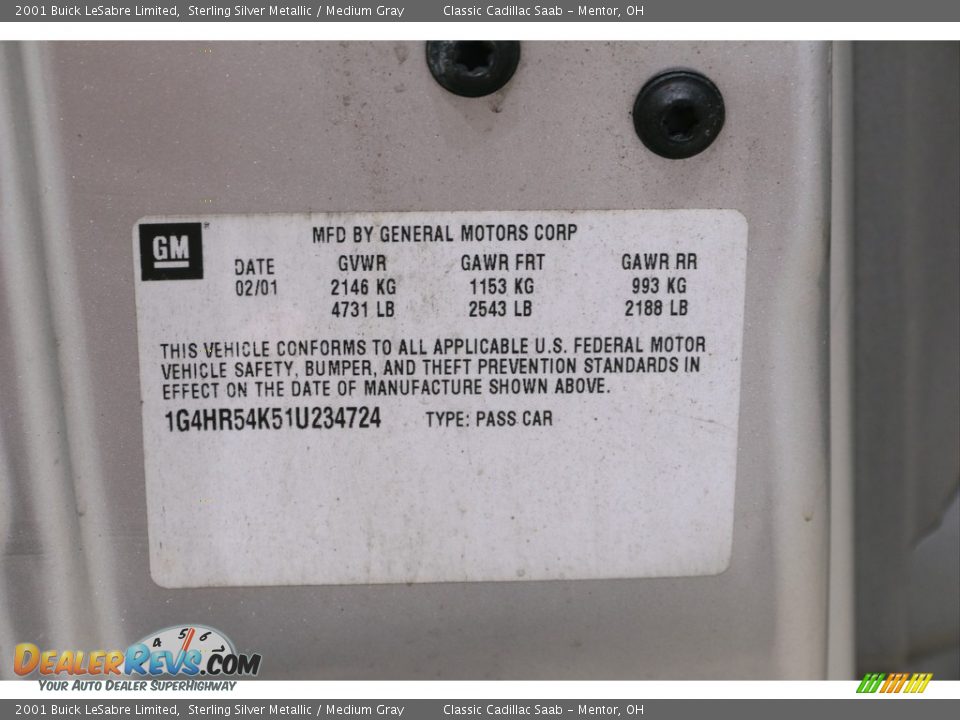 2001 Buick LeSabre Limited, Sterling Silver Metallic / Medium Gray Classic Cadillac Saab – Mentor, OH
GM
MFD BY GENERAL MOTORS CORP
DATE GVWR GAWR FRT GAWR RR
02/01 2146 KG 1153 KG 993 KG
4731 LB 2543 LB 2188 LB
THIS VEHICLE CONFORMS TO ALL APPLICABLE U.S. FEDERAL MOTOR
VEHICLE SAFETY, BUMPER, AND THEFT PREVENTION STANDARDS IN
EFFECT ON THE DATE OF MANUFACTURE SHOWN ABOVE.
1G4HR54K51U234724 TYPE: PASS CAR
4 5 6
DealerRevs.com
Your Auto Dealer SuperHighway
2001 Buick LeSabre Limited, Sterling Silver Metallic / Medium Gray Classic Cadillac Saab – Mentor, OH